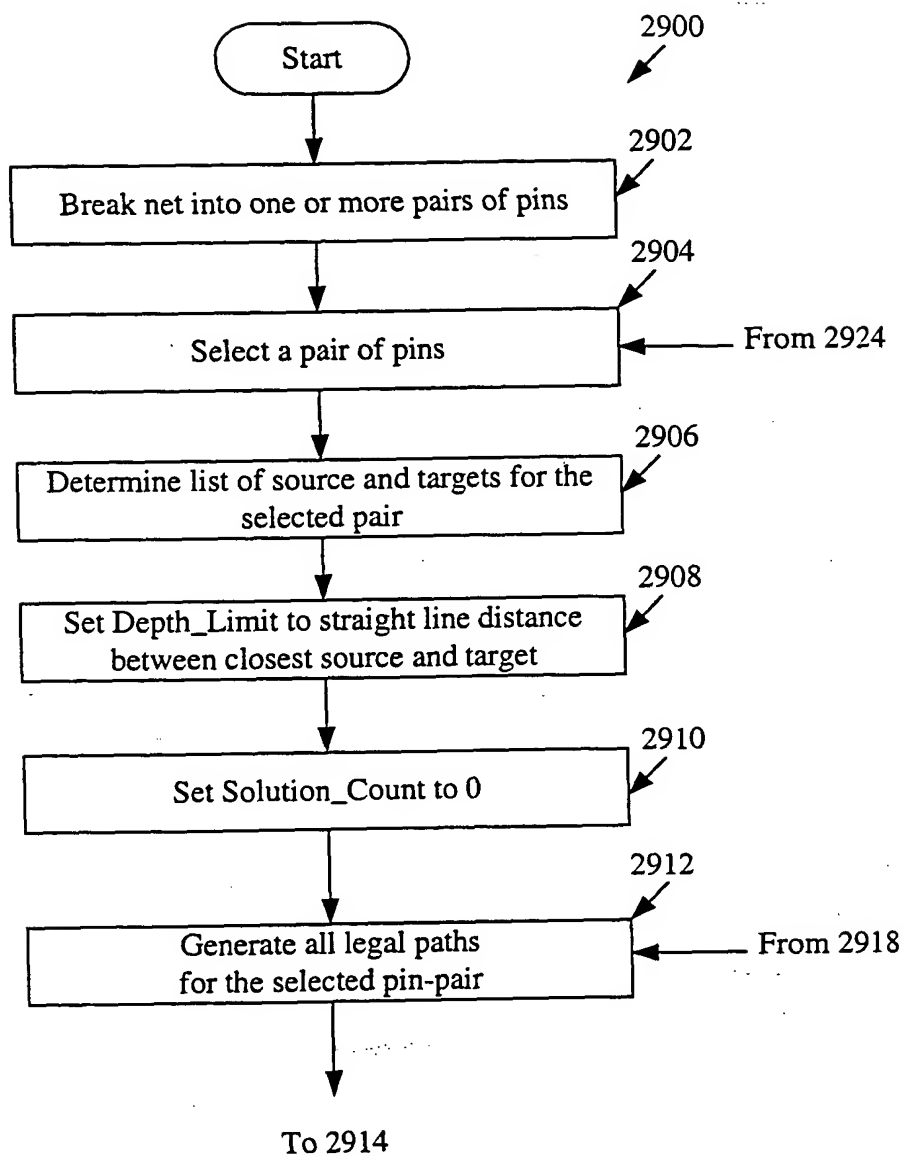 2900
Start
2902
Break net into one or more pairs of pins
2904
Select a pair of pins
From 2924
2906
Determine list of source and targets for the
selected pair
2908
Set Depth_Limit to straight line distance
between closest source and target
2910
Set Solution_Count to 0
2912
Generate all legal paths
for the selected pin-pair
From 2918
To 2914